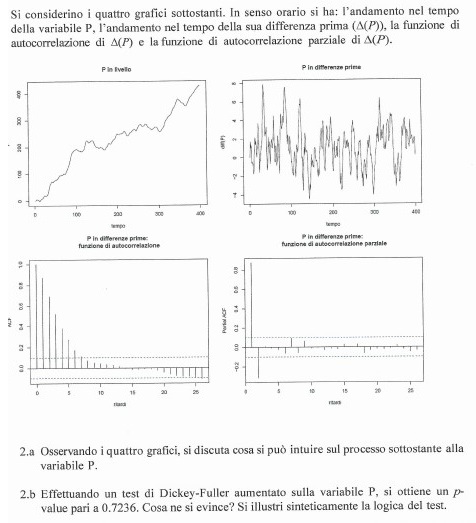 Si considerino i quattro grafici sottostanti. In senso orario si ha: l'andamento nel tempo
della variabile P, l'andamento nel tempo della sua differenza prima (Δ(P)), la funzione di
autocorrelazione di Δ(P) e la funzione di autocorrelazione parziale di Δ(P).
P in livello
0 100 200 300 400
0 100 200 300 400
tempo
P in differenze prime
diff(P)
-4 -2 0 2 4 6 8
0 100 200 300 400
tempo
P in differenze prime:
funzione di autocorrelazione
ACF
0.0 0.2 0.4 0.6 0.8 1.0
0 5 10 15 20 25
ritardi
P in differenze prime:
funzione di autocorrelazione parziale
Partial ACF
-0.2 0.0 0.2 0.4 0.6 0.8
5 10 15 20 25
ritardi
2.a Osservando i quattro grafici, si discuta cosa si può intuire sul processo sottostante alla
variabile P.
2.b Effettuando un test di Dickey-Fuller aumentato sulla variabile P, si ottiene un p-
value pari a 0.7236. Cosa ne si evince? Si illustri sinteticamente la logica del test.